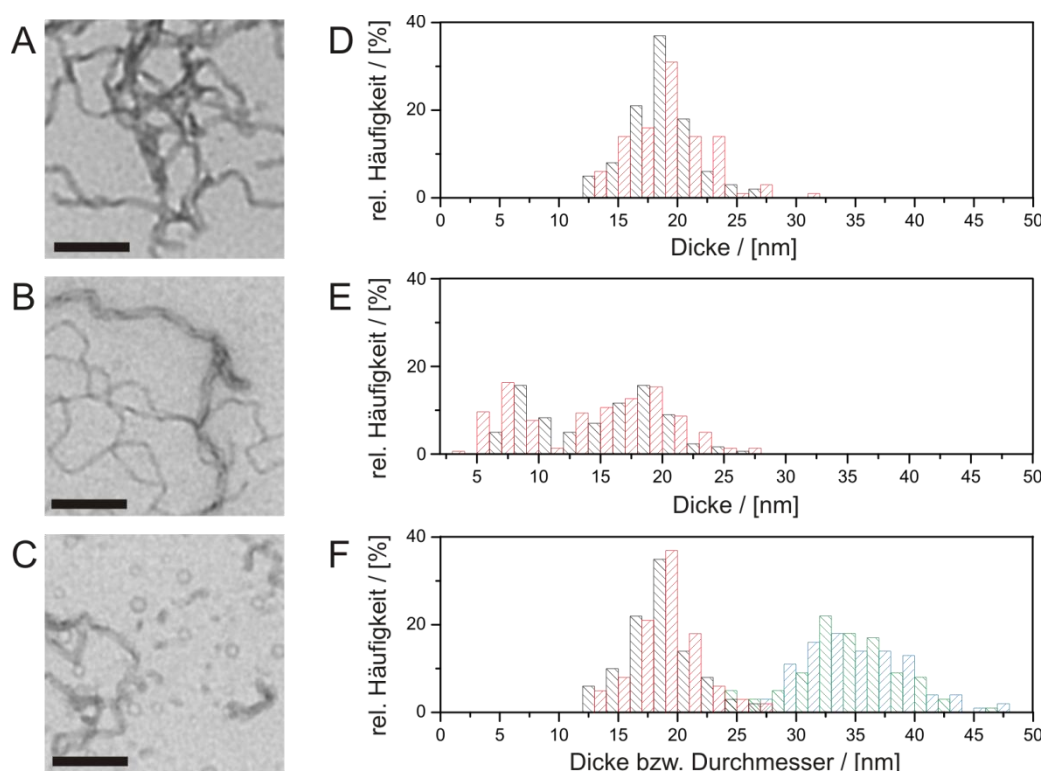 A
D
rel. Häufigkeit / [%]
40
20
0
0 5 10 15 20 25 30 35 40 45 50
Dicke / [nm]
B
E
rel. Häufigkeit / [%]
40
20
0
5 10 15 20 25 30 35 40 45 50
Dicke / [nm]
C
F
rel. Häufigkeit / [%]
40
20
0
0 5 10 15 20 25 30 35 40 45 50
Dicke bzw. Durchmesser / [nm]